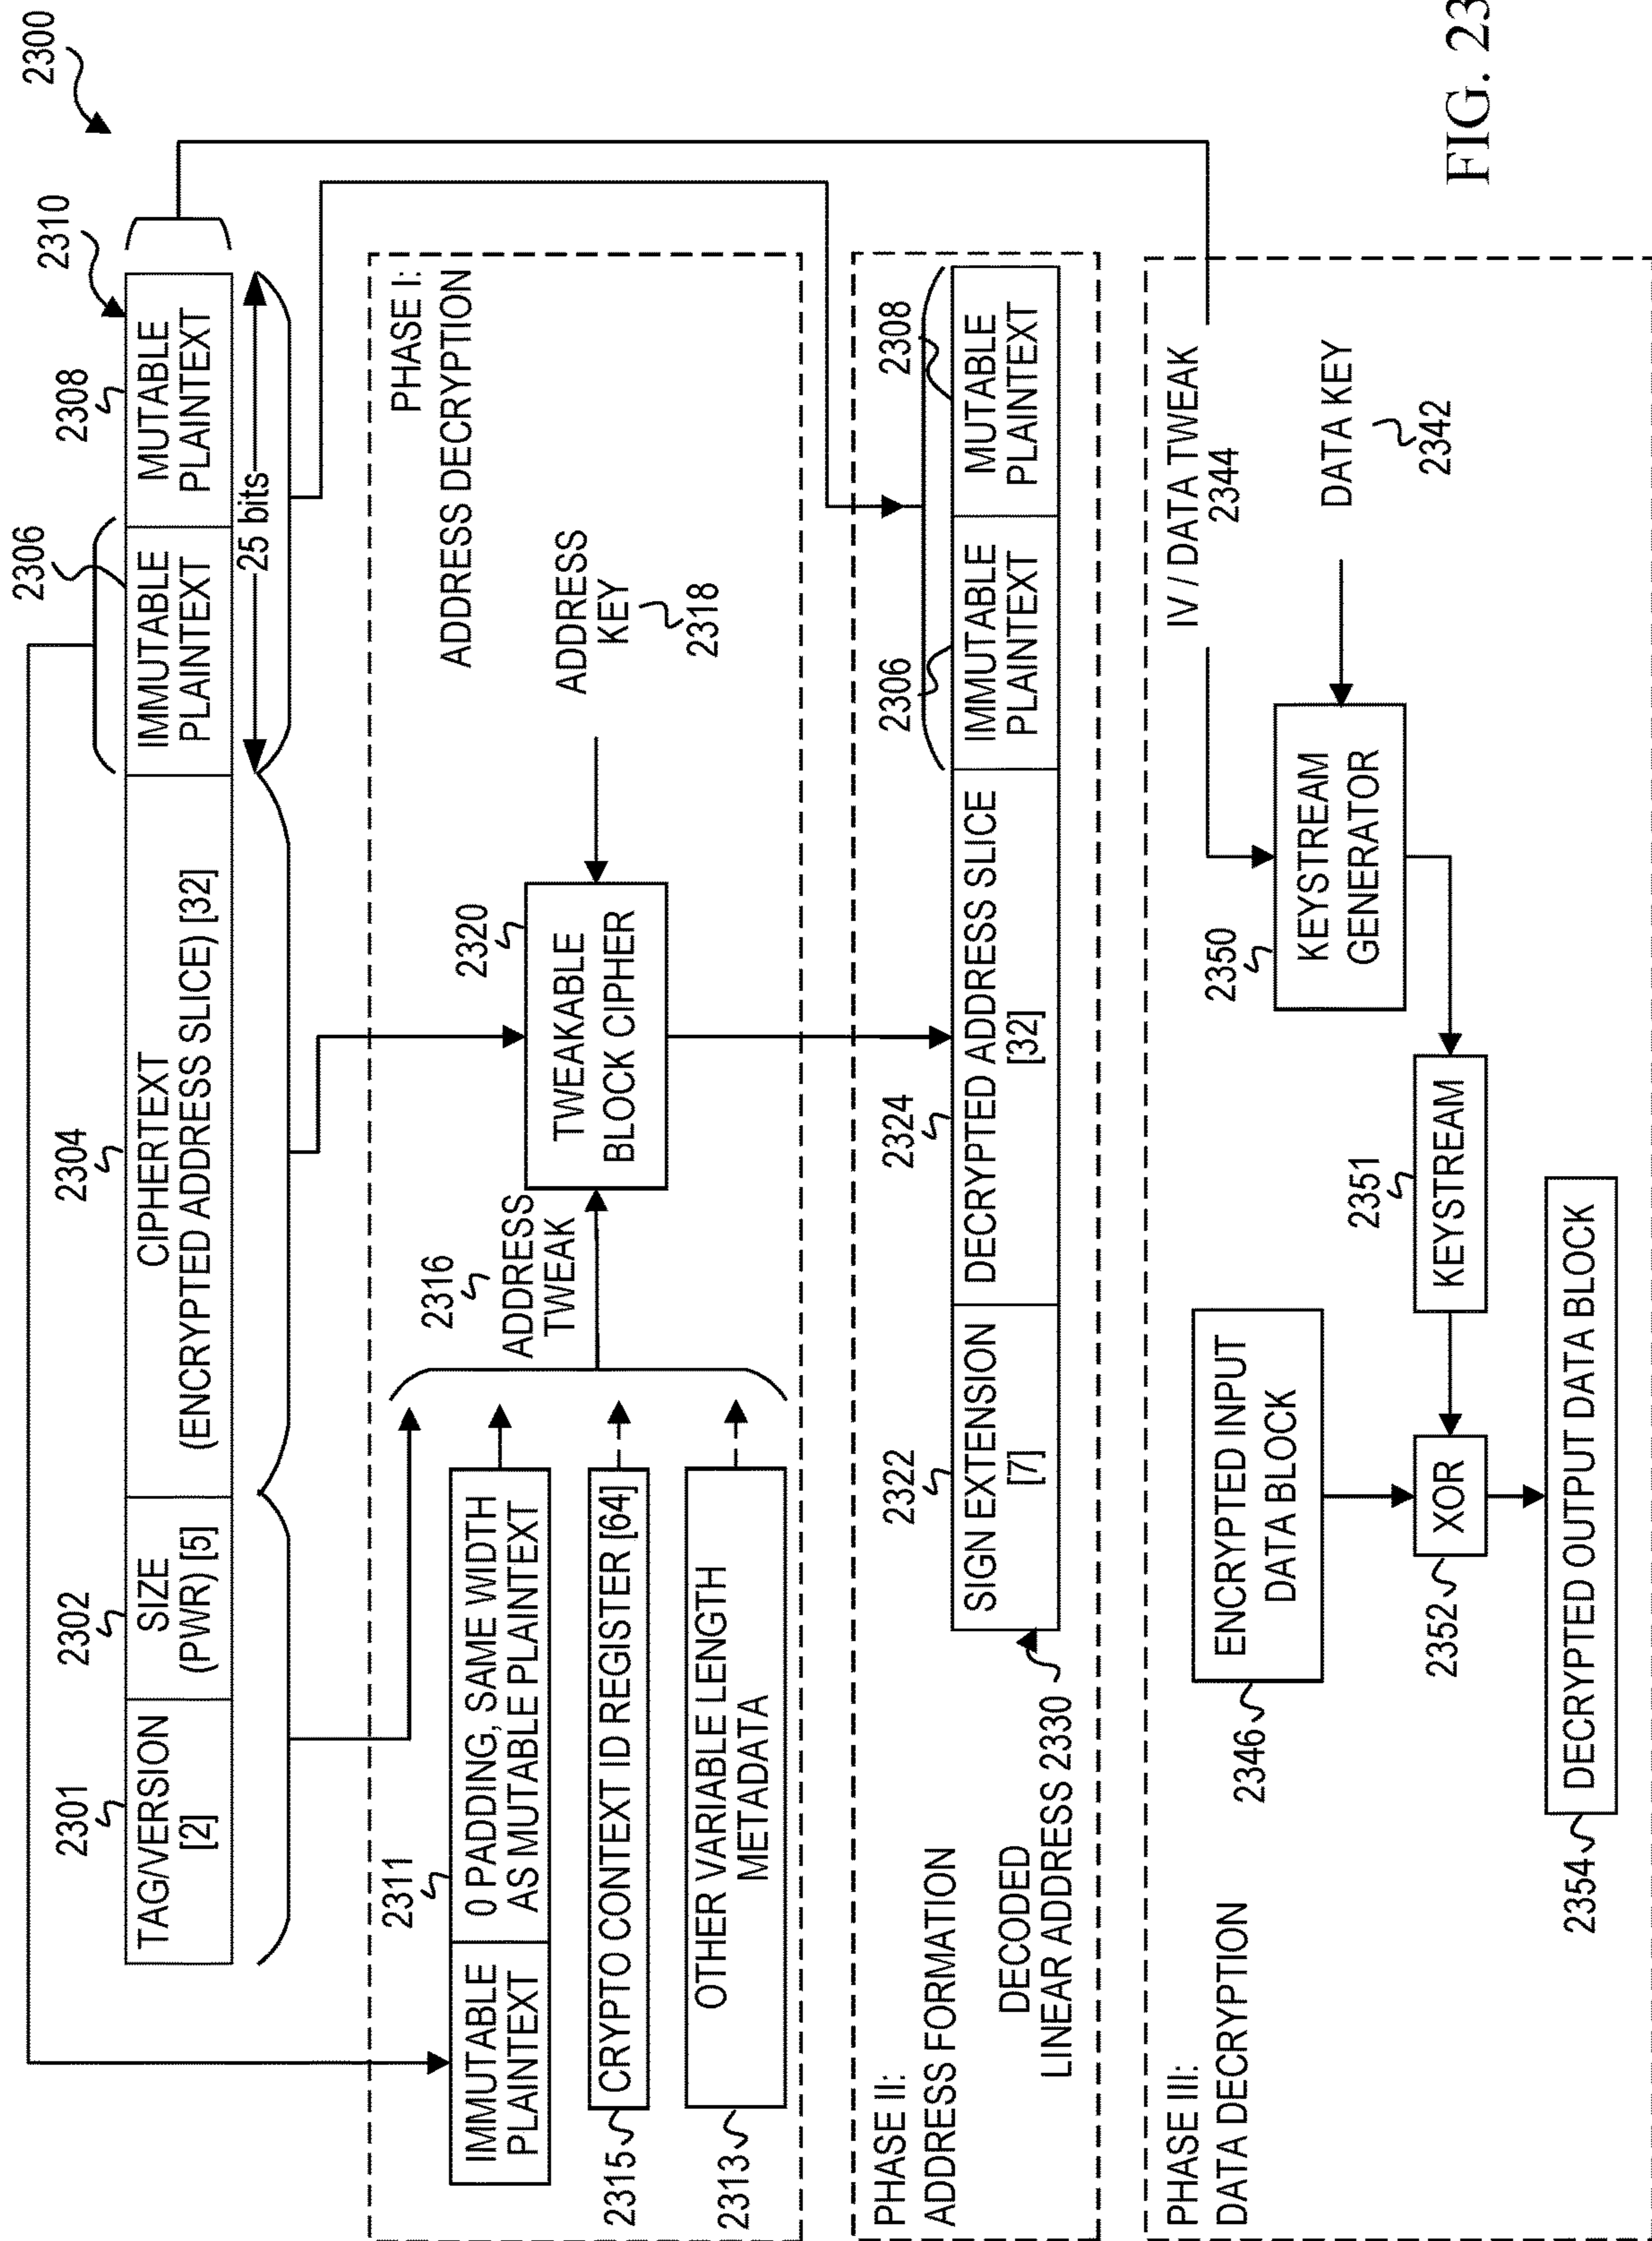 2300
2301
TAG/VERSION
[2]
2302
SIZE
(PWR) [5]
2304
CIPHERTEXT
(ENCRYPTED ADDRESS SLICE) [32]
2306
IMMUTABLE
PLAINTEXT
2308
MUTABLE
PLAINTEXT
2310
25 bits
PHASE I:
ADDRESS DECRYPTION
2311
IMMUTABLE
PLAINTEXT
0 PADDING, SAME WIDTH
AS MUTABLE PLAINTEXT
2315
CRYPTO CONTEXT ID REGISTER [64]
2313
OTHER VARIABLE LENGTH
METADATA
2316
ADDRESS
TWEAK
2320
TWEAKABLE
BLOCK CIPHER
ADDRESS
KEY
2318
PHASE II:
ADDRESS FORMATION
DECODED
LINEAR ADDRESS 2330
2322
SIGN EXTENSION
[7]
2324
DECRYPTED ADDRESS SLICE
[32]
2306
IMMUTABLE
PLAINTEXT
2308
MUTABLE
PLAINTEXT
PHASE III:
DATA DECRYPTION
2346
ENCRYPTED INPUT
DATA BLOCK
2352
XOR
2354
DECRYPTED OUTPUT DATA BLOCK
2351
KEYSTREAM
2350
KEYSTREAM
GENERATOR
IV / DATA TWEAK
2344
DATA KEY
2342
FIG. 23